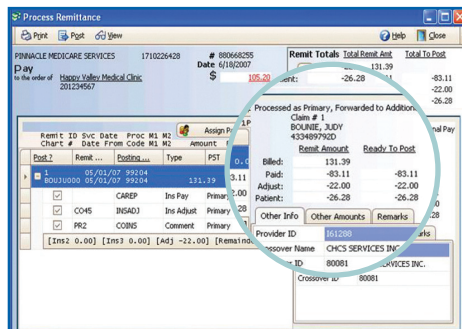 Process Remittance
Print Post View Help Close
PINNACLE MEDICARE SERVICES 1710226428 # 880668255
Date 6/18/2007
Pay
to the order of Happy Valley Medical Clinic
201234567
$ 105.20
Remit Totals Total Remit Amt Total To Post
131.39
-83.11
-22.00
-26.28 -26.28
Processed as Primary, Forwarded to Addition
Claim # 1
BOUNIE, JUDY
433489792D
Remit Amount Ready To Post
Billed: 131.39
Paid: -83.11 -83.11
Adjust: -22.00 -22.00
Patient: -26.28 -26.28
Other Info Other Amounts Remarks
Provider ID I61288
Crossover Name CHCS SERVICES INC.
ID 80081 SERVICES INC.
Crossover ID 80081
Remit ID Svc Date Proc M1 M2
Chart # Date From Code M1 M2 Amount
Assign
Post ? Remit ... Posting ... Type PST
1 05/01/07 99204
BOUJU000 05/01/07 99204 131.39
CAREP Ins Pay Primary
CO45 INSADJ Ins Adjust Primary
PR2 COINS Comment Primary
[Ins2 0.00] [Ins3 0.00] [Adj -22.00] [Remaind